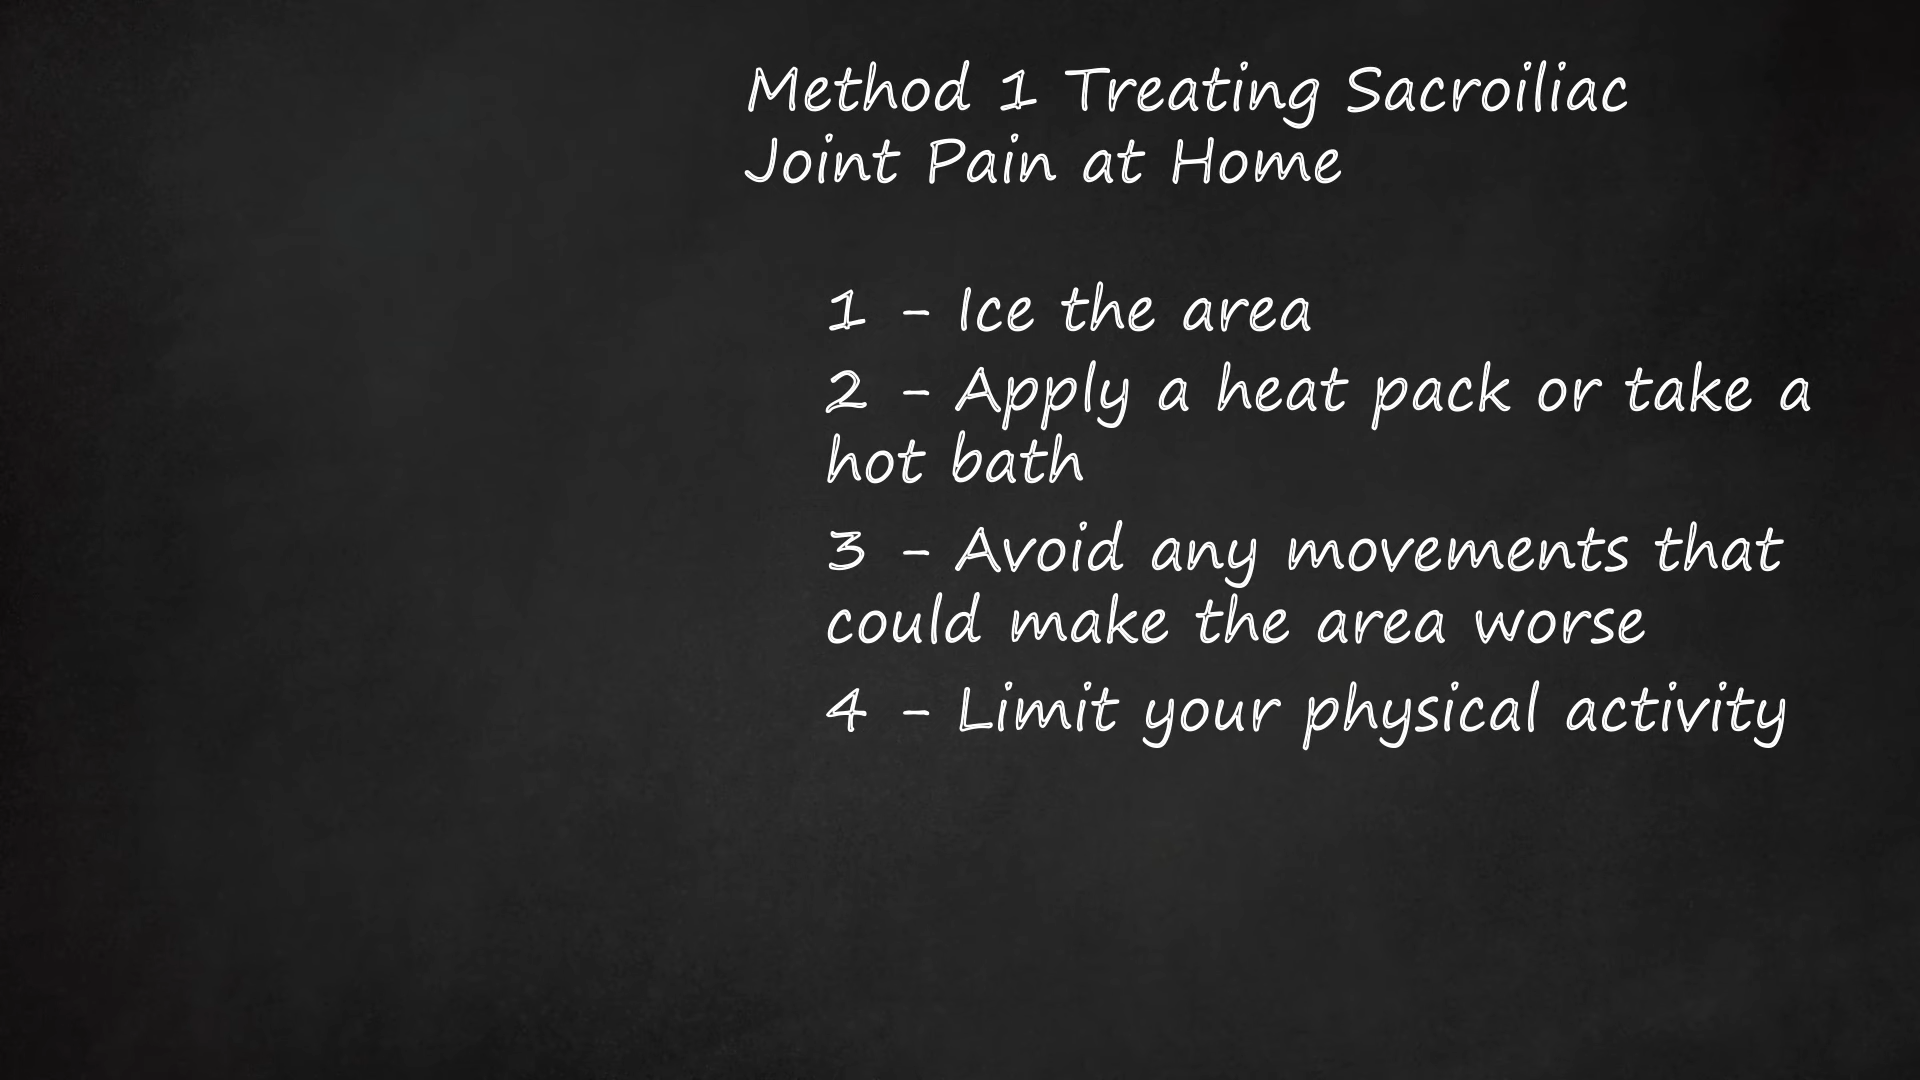 Method 1 Treating Sacroiliac
Joint Pain at Home
1 - Ice the area
2 - Apply a heat pack or take a
hot bath
3 - Avoid any movements that
could make the area worse
4 - Limit your physical activity